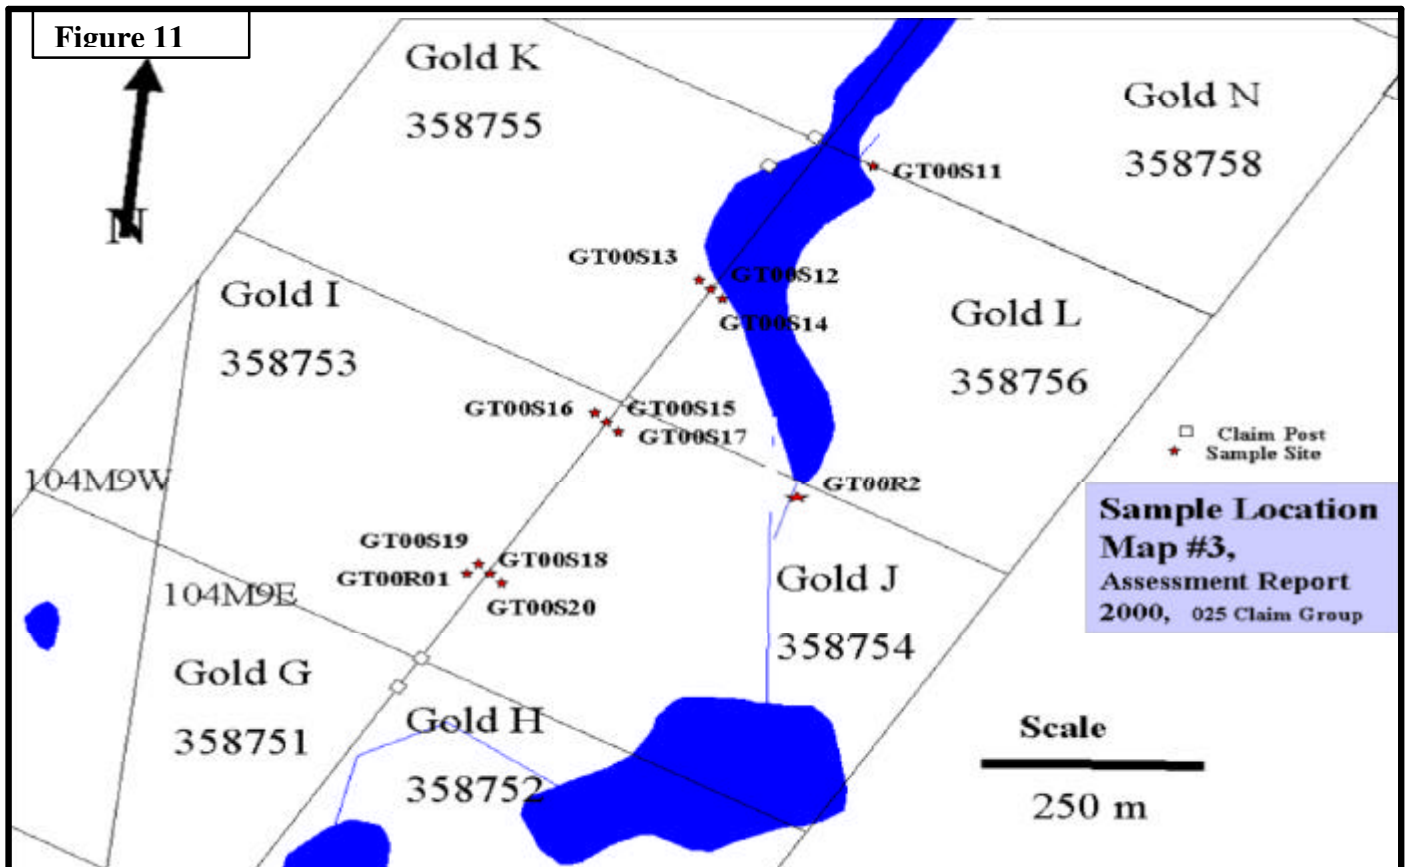 Figure 11
N
Gold K
358755
Gold N
358758
GT00S11
GT00S13
GT00S12
GT00S14
Gold I
358753
Gold L
358756
GT00S16
GT00S15
GT00S17
Claim Post
Sample Site
104M9W
GT00R2
Sample Location
Map #3,
Assessment Report
2000, 025 Claim Group
GT00S19
GT00S18
GT00R01
GT00S20
104M9E
Gold J
358754
Gold G
358751
Gold H
358752
Scale
250 m